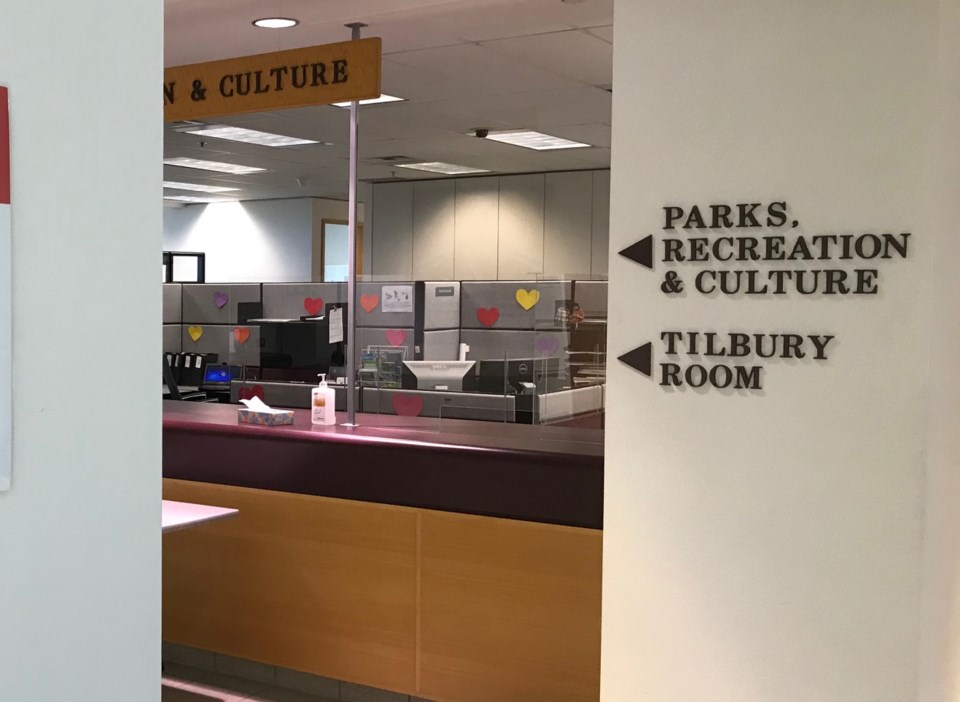 N & CULTURE
PARKS,
RECREATION
& CULTURE
TILBURY
ROOM